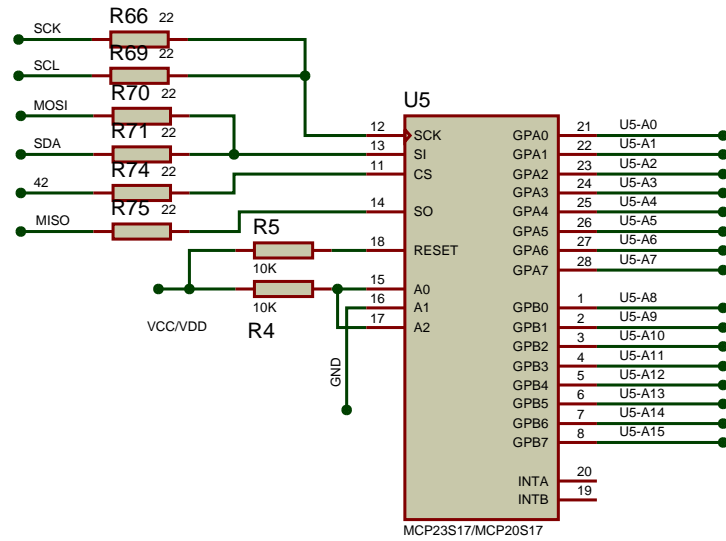 SCK R66 22
SCL R69 22
MOSI R70 22
SDA R71 22
42 R74 22
MISO R75 22
R5
10K
10K
R4
VCC/VDD
GND
U5
12 SCK
13 SI
11 CS
14 SO
18 RESET
15 A0
16 A1
17 A2
GPA0 21 U5-A0
GPA1 22 U5-A1
GPA2 23 U5-A2
GPA3 24 U5-A3
GPA4 25 U5-A4
GPA5 26 U5-A5
GPA6 27 U5-A6
GPA7 28 U5-A7
GPB0 1 U5-A8
GPB1 2 U5-A9
GPB2 3 U5-A10
GPB3 4 U5-A11
GPB4 5 U5-A12
GPB5 6 U5-A13
GPB6 7 U5-A14
GPB7 8 U5-A15
INTA 20
INTB 19
MCP23S17/MCP20S17